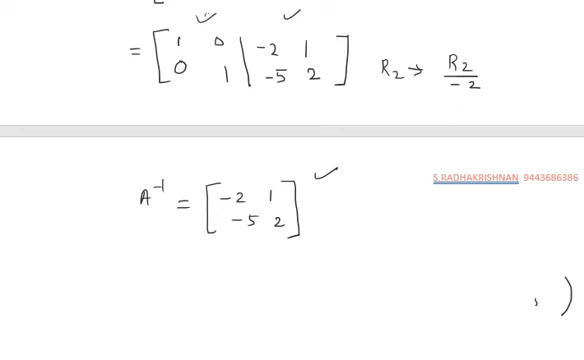 = [ 1 0 | -2 1
0 1 | -5 2 ] R₂ → R₂/-2
S.RADHAKRISHNAN 9443686386
A⁻¹ = [ -2 1
-5 2 ]
, )